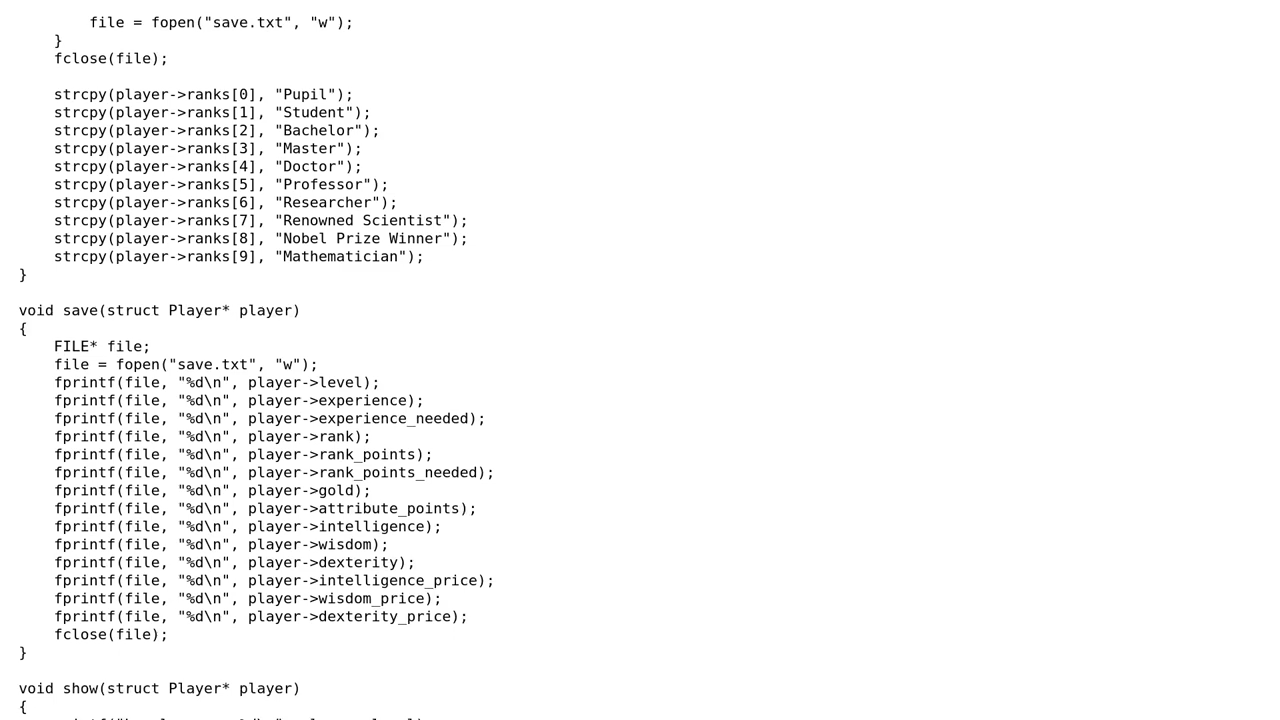 file = fopen("save.txt", "w");
}
fclose(file);
strcpy(player->ranks[0], "Pupil");
strcpy(player->ranks[1], "Student");
strcpy(player->ranks[2], "Bachelor");
strcpy(player->ranks[3], "Master");
strcpy(player->ranks[4], "Doctor");
strcpy(player->ranks[5], "Professor");
strcpy(player->ranks[6], "Researcher");
strcpy(player->ranks[7], "Renowned Scientist");
strcpy(player->ranks[8], "Nobel Prize Winner");
strcpy(player->ranks[9], "Mathematician");
}
void save(struct Player* player)
{
FILE* file;
file = fopen("save.txt", "w");
fprintf(file, "%d\n", player->level);
fprintf(file, "%d\n", player->experience);
fprintf(file, "%d\n", player->experience_needed);
fprintf(file, "%d\n", player->rank);
fprintf(file, "%d\n", player->rank_points);
fprintf(file, "%d\n", player->rank_points_needed);
fprintf(file, "%d\n", player->gold);
fprintf(file, "%d\n", player->attribute_points);
fprintf(file, "%d\n", player->intelligence);
fprintf(file, "%d\n", player->wisdom);
fprintf(file, "%d\n", player->dexterity);
fprintf(file, "%d\n", player->intelligence_price);
fprintf(file, "%d\n", player->wisdom_price);
fprintf(file, "%d\n", player->dexterity_price);
fclose(file);
}
void show(struct Player* player)
{